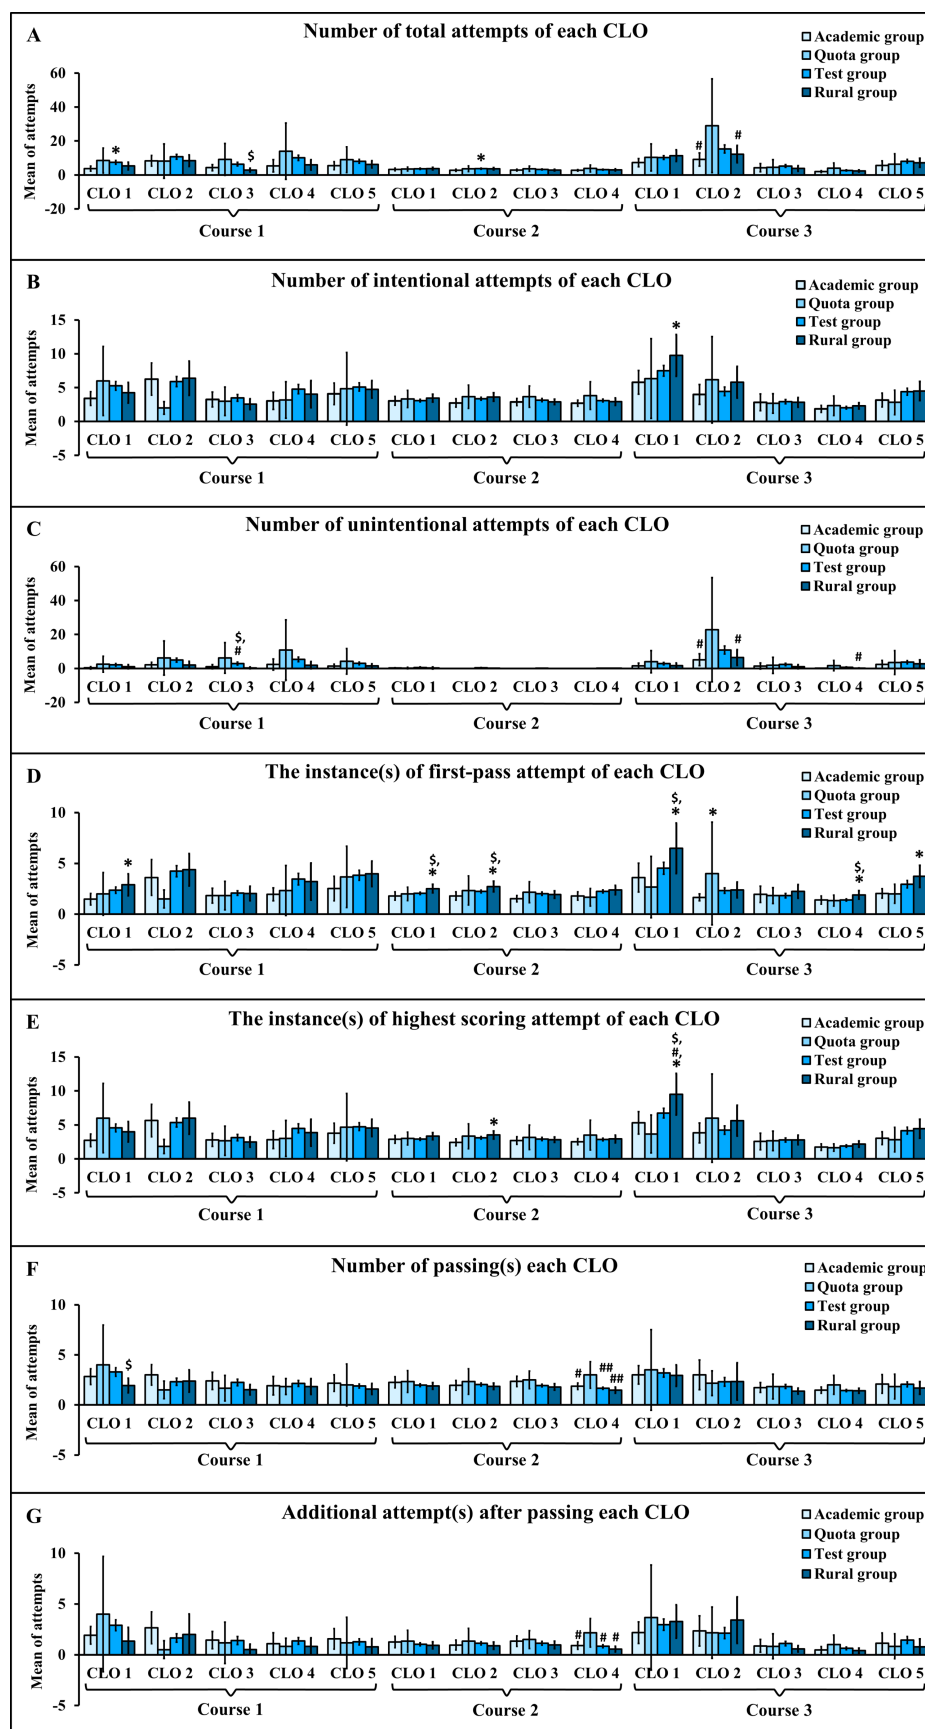 A
Number of total attempts of each CLO
Academic group
Quota group
Test group
Rural group
Mean of attempts
60
40
20
0
-20
*
$
*
#
#
CLO 1 CLO 2 CLO 3 CLO 4 CLO 5 CLO 1 CLO 2 CLO 3 CLO 4 CLO 1 CLO 2 CLO 3 CLO 4 CLO 5
Course 1 Course 2 Course 3
B
Number of intentional attempts of each CLO
Academic group
Quota group
Test group
Rural group
Mean of attempts
15
10
5
0
-5
*
CLO 1 CLO 2 CLO 3 CLO 4 CLO 5 CLO 1 CLO 2 CLO 3 CLO 4 CLO 1 CLO 2 CLO 3 CLO 4 CLO 5
Course 1 Course 2 Course 3
C
Number of unintentional attempts of each CLO
Academic group
Quota group
Test group
Rural group
Mean of attempts
60
40
20
0
-20
$,
#
#
#
#
CLO 1 CLO 2 CLO 3 CLO 4 CLO 5 CLO 1 CLO 2 CLO 3 CLO 4 CLO 1 CLO 2 CLO 3 CLO 4 CLO 5
Course 1 Course 2 Course 3
D
The instance(s) of first-pass attempt of each CLO
Academic group
Quota group
Test group
Rural group
Mean of attempts
10
5
0
-5
*
$,
*
$,
*
$,
*
*
$,
*
*
CLO 1 CLO 2 CLO 3 CLO 4 CLO 5 CLO 1 CLO 2 CLO 3 CLO 4 CLO 1 CLO 2 CLO 3 CLO 4 CLO 5
Course 1 Course 2 Course 3
E
The instance(s) of highest scoring attempt of each CLO
Academic group
Quota group
Test group
Rural group
Mean of attempts
15
10
5
0
-5
*
$,
#,
*
CLO 1 CLO 2 CLO 3 CLO 4 CLO 5 CLO 1 CLO 2 CLO 3 CLO 4 CLO 1 CLO 2 CLO 3 CLO 4 CLO 5
Course 1 Course 2 Course 3
F
Number of passing(s) each CLO
Academic group
Quota group
Test group
Rural group
Mean of attempts
10
5
0
-5
$
#
##
##
CLO 1 CLO 2 CLO 3 CLO 4 CLO 5 CLO 1 CLO 2 CLO 3 CLO 4 CLO 1 CLO 2 CLO 3 CLO 4 CLO 5
Course 1 Course 2 Course 3
G
Additional attempt(s) after passing each CLO
Academic group
Quota group
Test group
Rural group
Mean of attempts
10
5
0
-5
# # #
CLO 1 CLO 2 CLO 3 CLO 4 CLO 5 CLO 1 CLO 2 CLO 3 CLO 4 CLO 1 CLO 2 CLO 3 CLO 4 CLO 5
Course 1 Course 2 Course 3